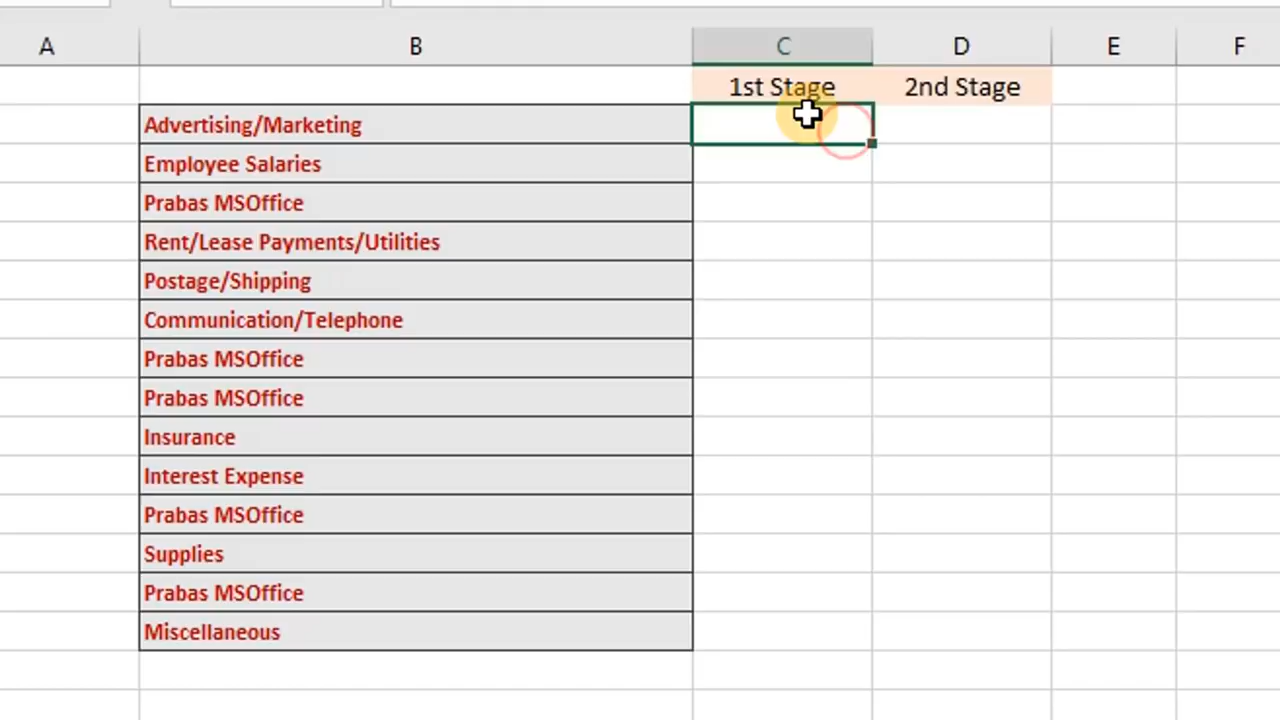 A B C D E F
1st Stage 2nd Stage
Advertising/Marketing
Employee Salaries
Prabas MSOffice
Rent/Lease Payments/Utilities
Postage/Shipping
Communication/Telephone
Prabas MSOffice
Prabas MSOffice
Insurance
Interest Expense
Prabas MSOffice
Supplies
Prabas MSOffice
Miscellaneous